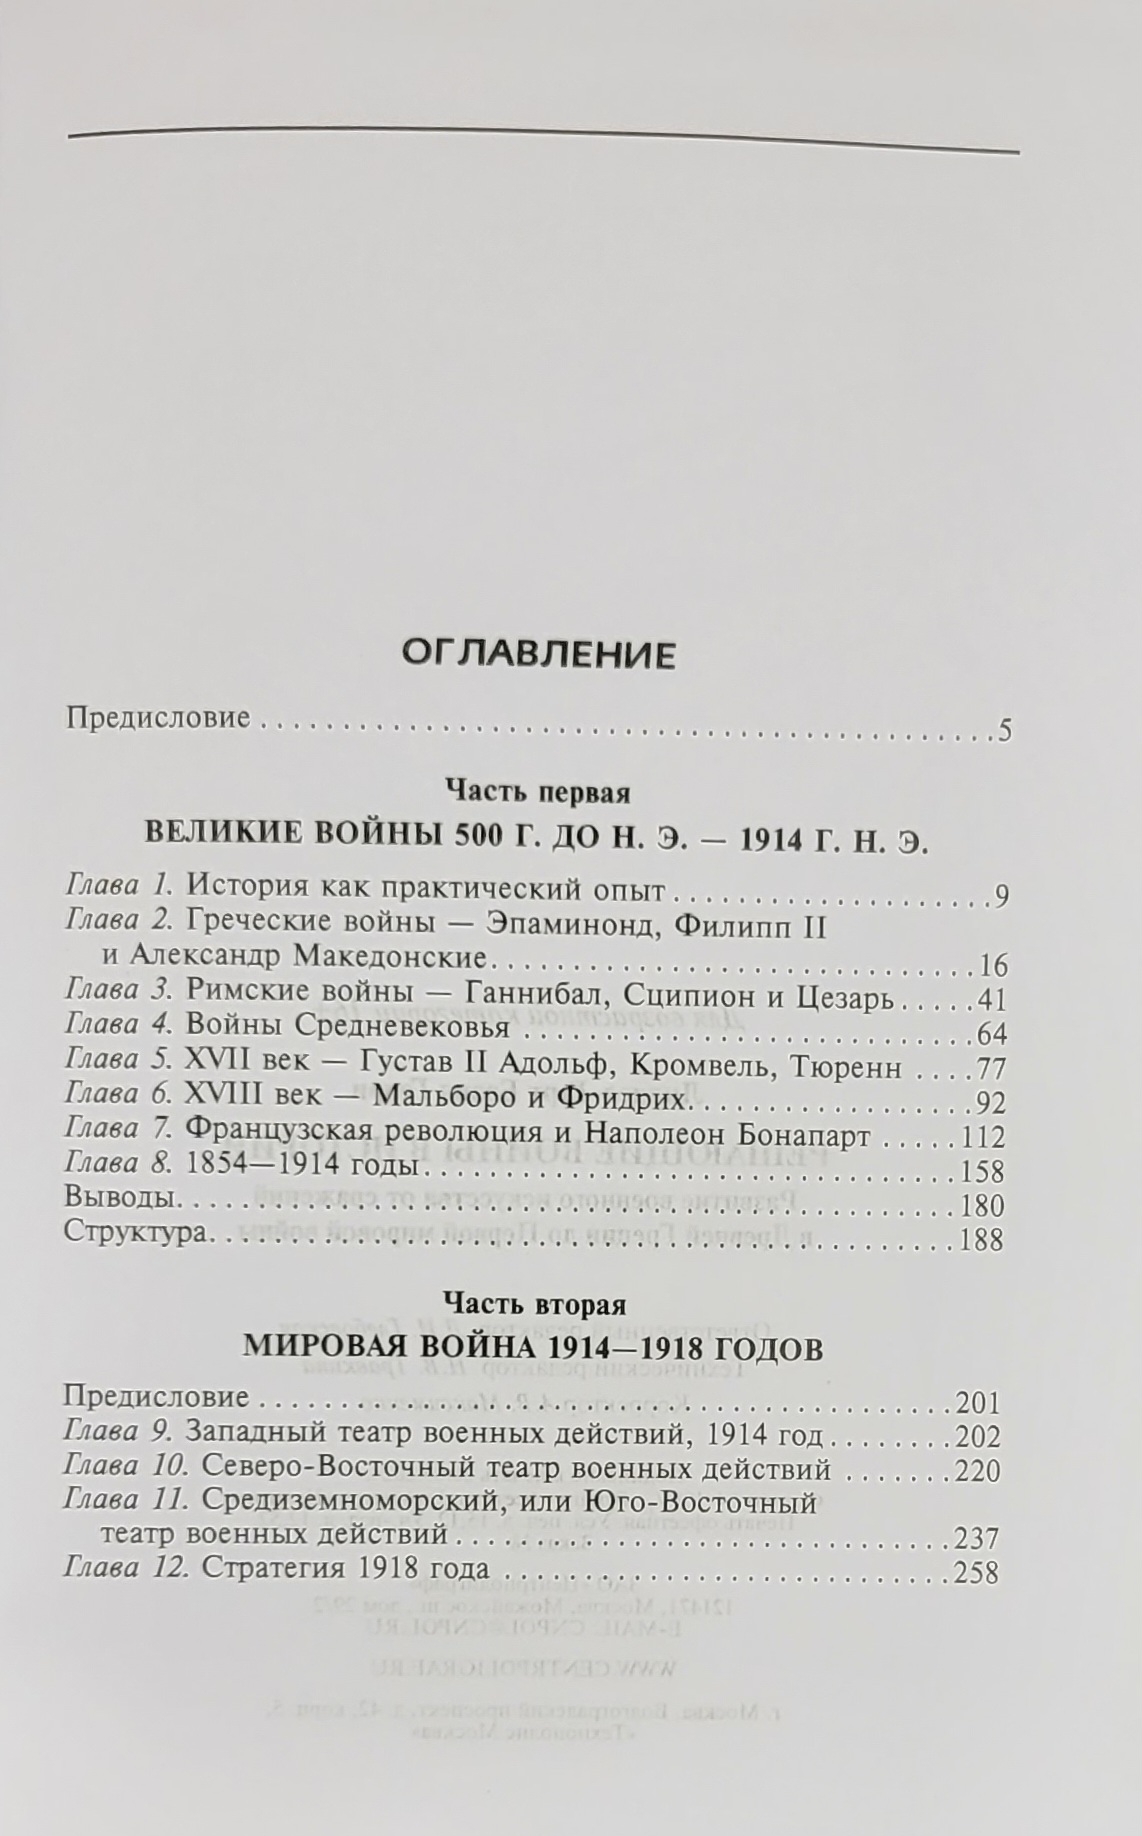 ОГЛАВЛЕНИЕ
Предисловие . . . . . . . . . . . . . . . . . . . . . . . . . . . . . . . . . . . . . . . . . . . . 5
Часть первая
ВЕЛИКИЕ ВОЙНЫ 500 Г. ДО Н. Э. — 1914 Г. Н. Э.
Глава 1. История как практический опыт . . . . . . . . . . . . . . . . . . . 9
Глава 2. Греческие войны — Эпаминонд, Филипп II
и Александр Македонские. . . . . . . . . . . . . . . . . . . . . . . . . . . . . 16
Глава 3. Римские войны — Ганнибал, Сципион и Цезарь . . . . . 41
Глава 4. Войны Средневековья . . . . . . . . . . . . . . . . . . . . . . . . . . . 64
Глава 5. XVII век — Густав II Адольф, Кромвель, Тюренн . . . . 77
Глава 6. XVIII век — Мальборо и Фридрих. . . . . . . . . . . . . . . . . 92
Глава 7. Французская революция и Наполеон Бонапарт . . . . . 112
Глава 8. 1854—1914 годы. . . . . . . . . . . . . . . . . . . . . . . . . . . . . . . . 158
Выводы. . . . . . . . . . . . . . . . . . . . . . . . . . . . . . . . . . . . . . . . . . . . . . . 180
Структура. . . . . . . . . . . . . . . . . . . . . . . . . . . . . . . . . . . . . . . . . . . . . 188
Часть вторая
МИРОВАЯ ВОЙНА 1914—1918 ГОДОВ
Предисловие . . . . . . . . . . . . . . . . . . . . . . . . . . . . . . . . . . . . . . . . . . 201
Глава 9. Западный театр военных действий, 1914 год . . . . . . . . 202
Глава 10. Северо-Восточный театр военных действий . . . . . . . 220
Глава 11. Средиземноморский, или Юго-Восточный
театр военных действий . . . . . . . . . . . . . . . . . . . . . . . . . . . . . . 237
Глава 12. Стратегия 1918 года . . . . . . . . . . . . . . . . . . . . . . . . . . . 258